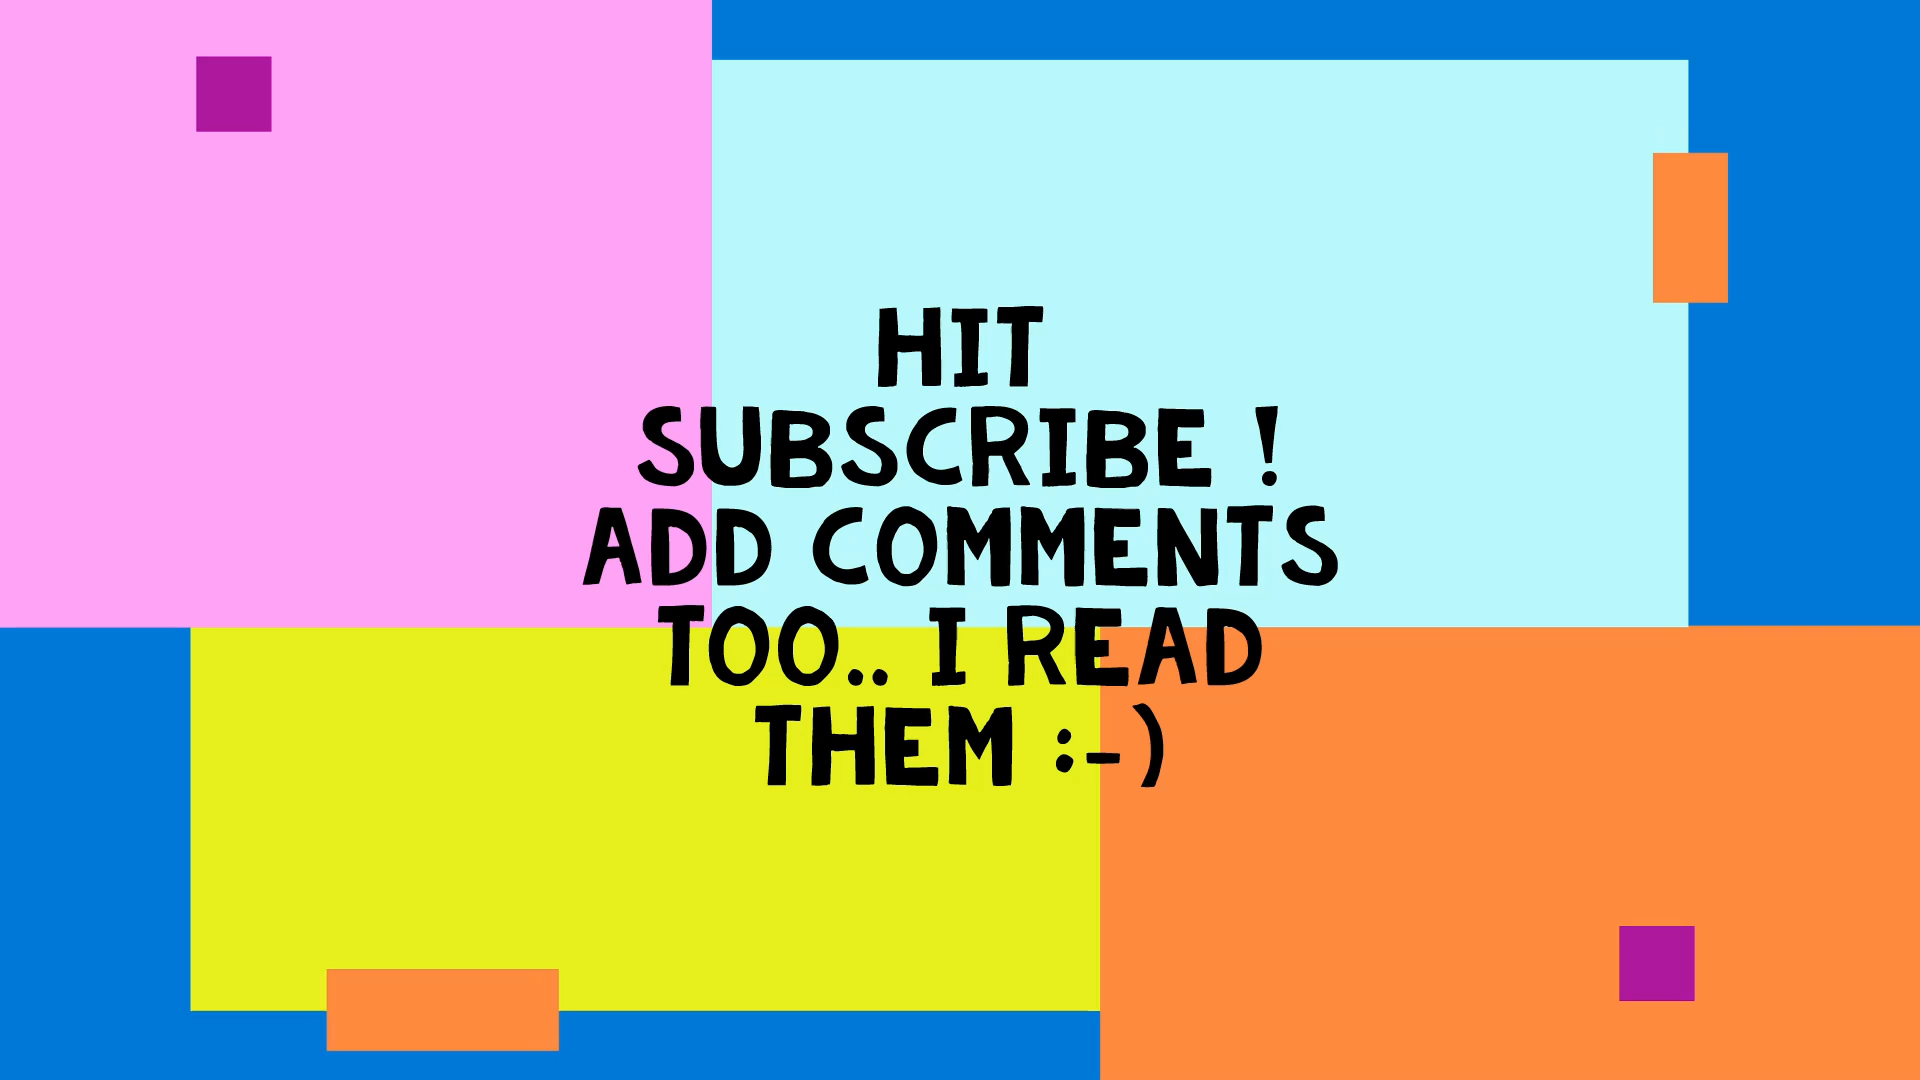 HIT
SUBSCRIBE !
ADD COMMENTS
TOO.. I READ
THEM :-)